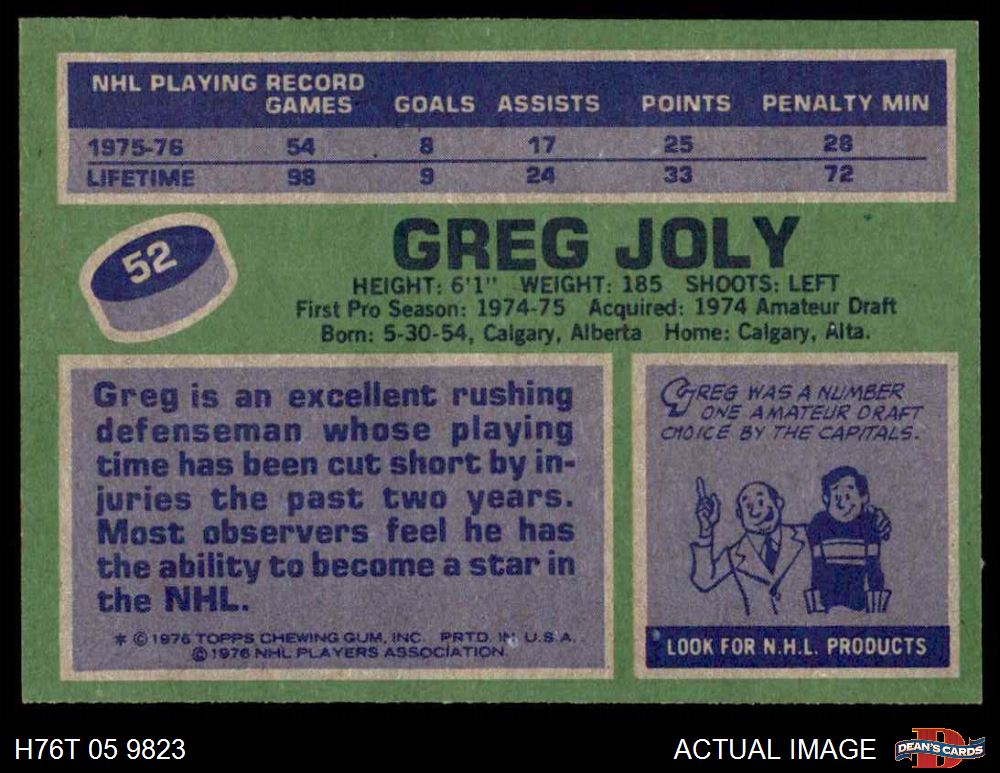 NHL PLAYING RECORD
GAMES GOALS ASSISTS POINTS PENALTY MIN
1975-76 54 8 17 25 28
LIFETIME 98 9 24 33 72
52
GREG JOLY
HEIGHT: 6'1" WEIGHT: 185 SHOOTS: LEFT
First Pro Season: 1974-75 Acquired: 1974 Amateur Draft
Born: 5-30-54, Calgary, Alberta Home: Calgary, Alta.
Greg is an excellent rushing
defenseman whose playing
time has been cut short by in-
juries the past two years.
Most observers feel he has
the ability to become a star in
the NHL.
* © 1976 TOPPS CHEWING GUM, INC. PRTD. IN U.S.A.
© 1976 NHL PLAYERS ASSOCIATION.
GREG WAS A NUMBER
ONE AMATEUR DRAFT
CHOICE BY THE CAPITALS.
LOOK FOR N.H.L. PRODUCTS
H76T 05 9823
ACTUAL IMAGE
D
DEAN'S CARDS